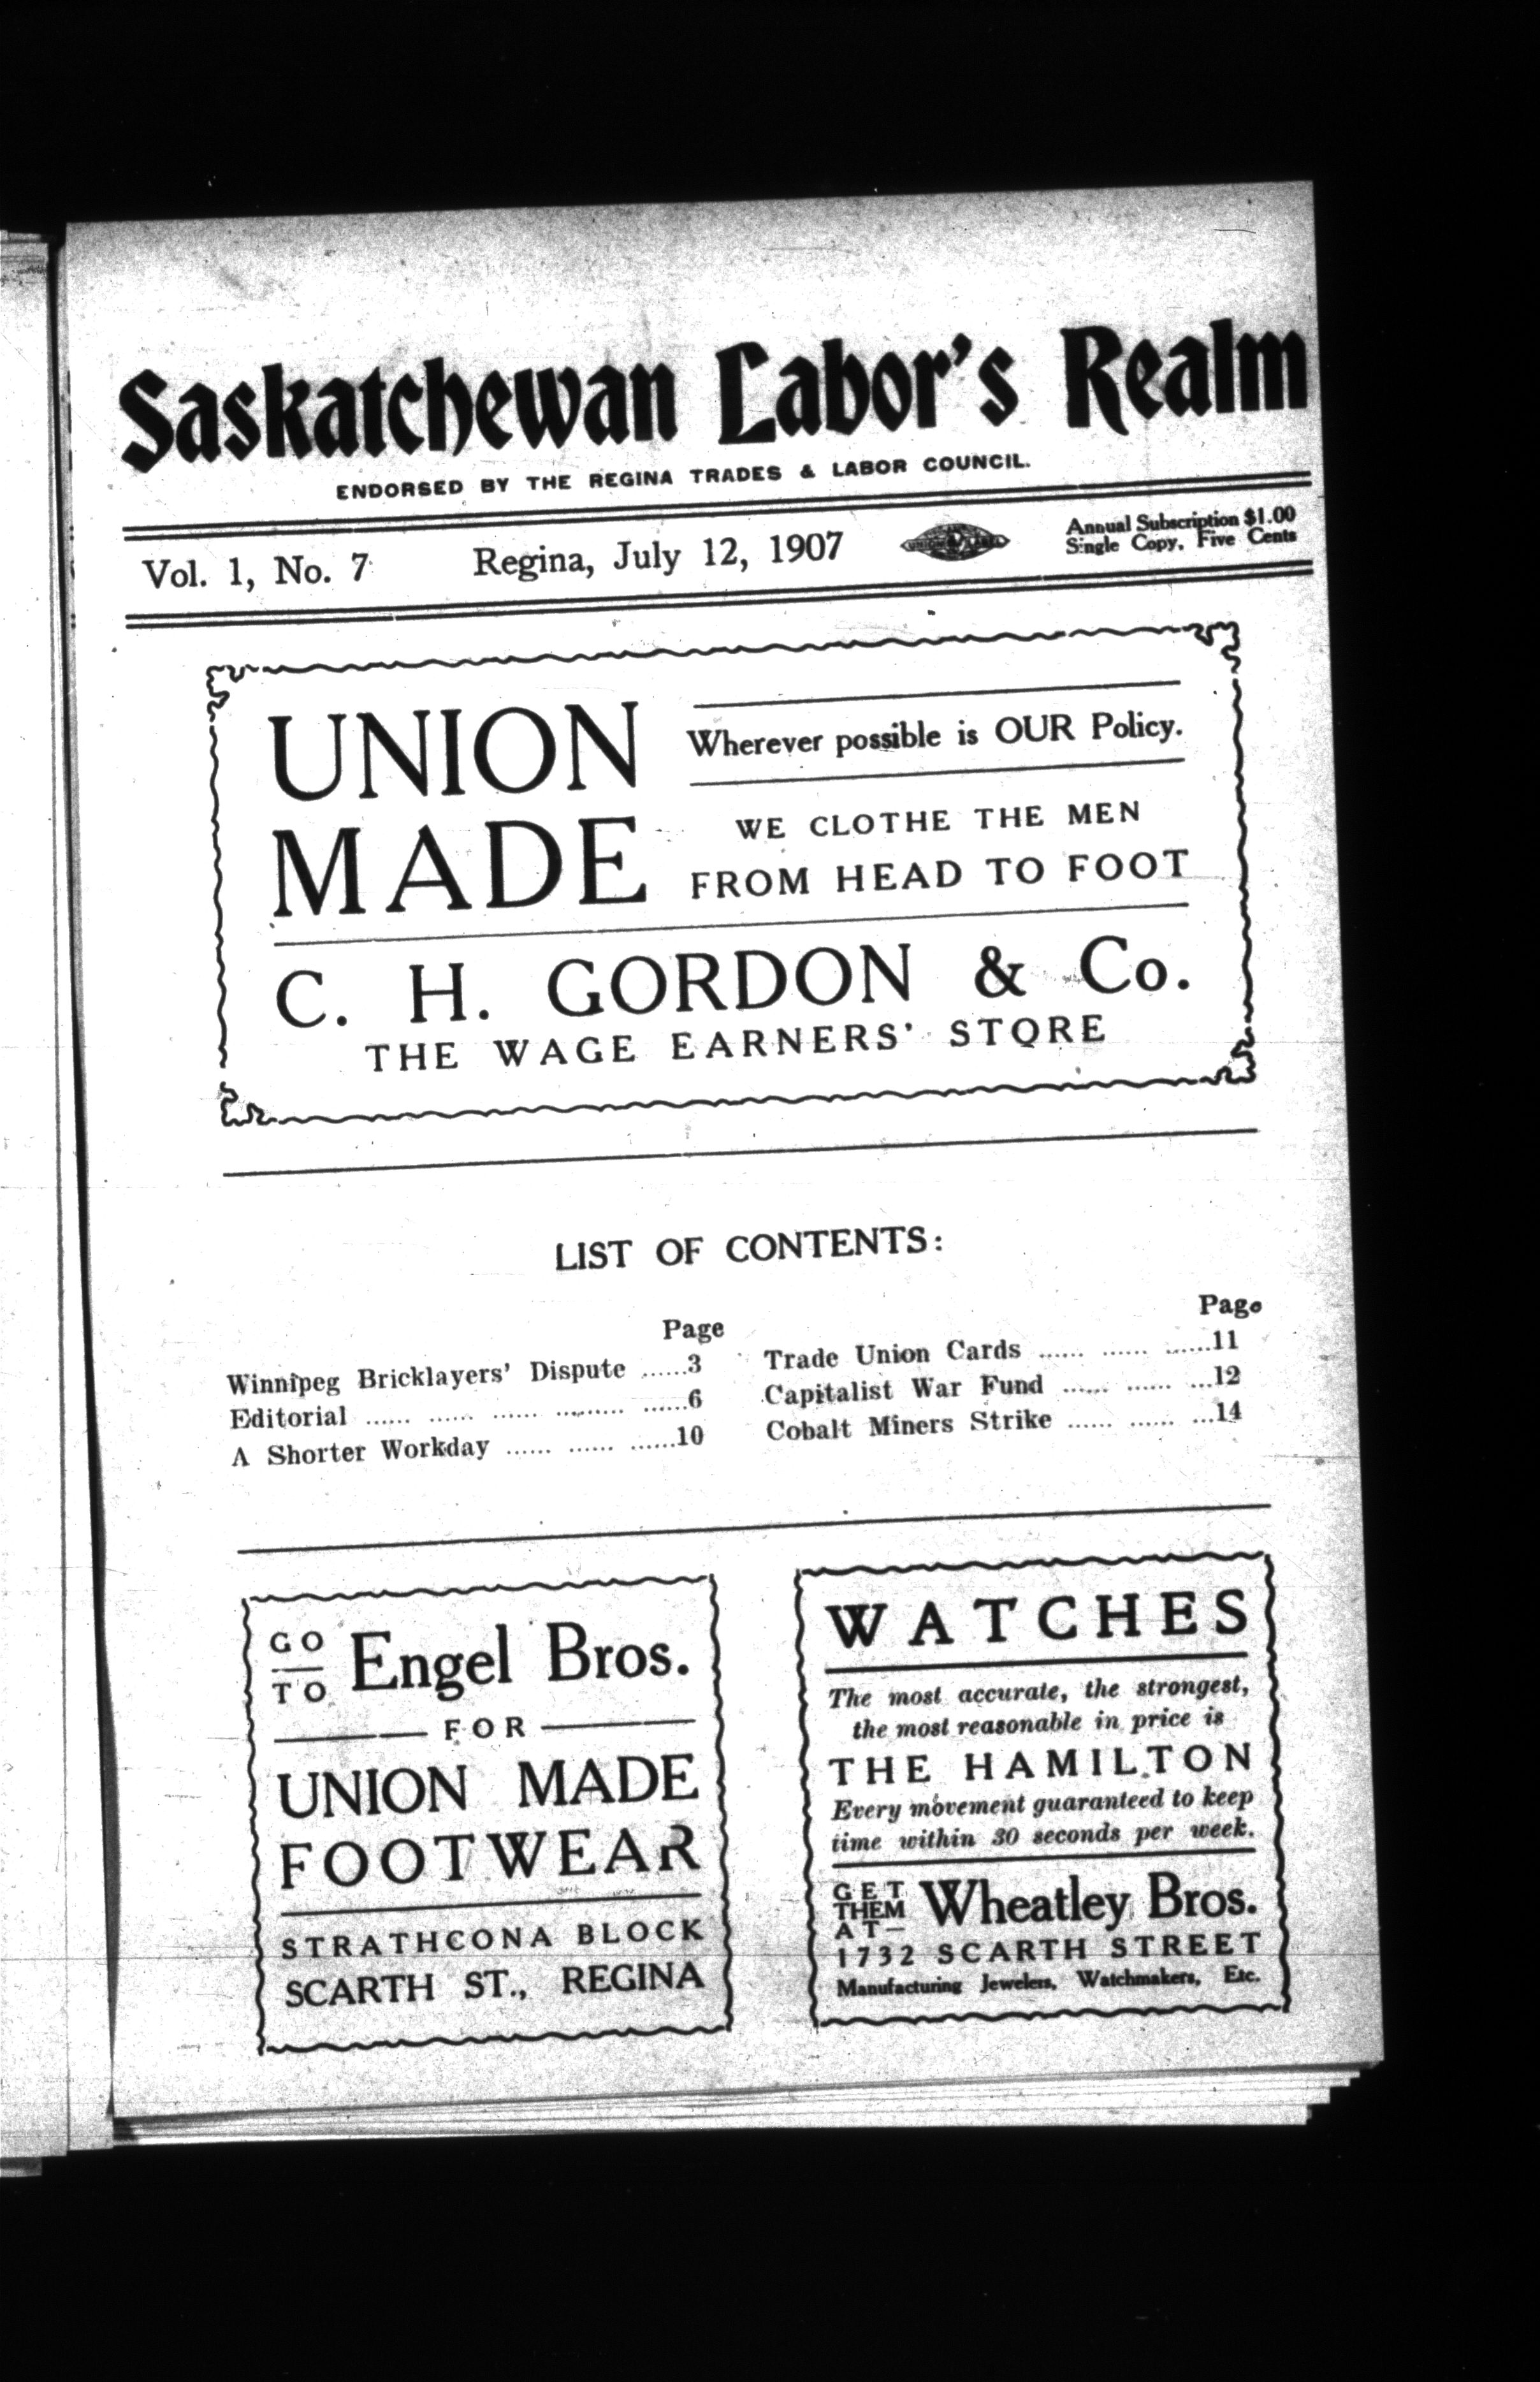 Saskatchewan Labor's Realm
ENDORSED BY THE REGINA TRADES & LABOR COUNCIL.
Vol. 1, No. 7
Regina, July 12, 1907
UNION LABEL
Annual Subscription $1.00
Single Copy, Five Cents
UNION
MADE
Wherever possible is OUR Policy.
WE CLOTHE THE MEN
FROM HEAD TO FOOT
C. H. GORDON & Co.
THE WAGE EARNERS' STORE
LIST OF CONTENTS:
Page
Winnipeg Bricklayers' Dispute ......3
Editorial ...... ...... ...... ......... ......6
A Shorter Workday ...... ...... ......10
Page
Trade Union Cards ...... ...... ......11
Capitalist War Fund ...... ...... ...12
Cobalt Miners Strike ...... ...... ...14
GO
TO
Engel Bros.
FOR
UNION MADE
FOOTWEAR
STRATHCONA BLOCK
SCARTH ST., REGINA
WATCHES
The most accurate, the strongest,
the most reasonable in price is
THE HAMILTON
Every movement guaranteed to keep
time within 30 seconds per week.
GET
THEM
AT—
Wheatley Bros.
1732 SCARTH STREET
Manufacturing Jewelers, Watchmakers, Etc.